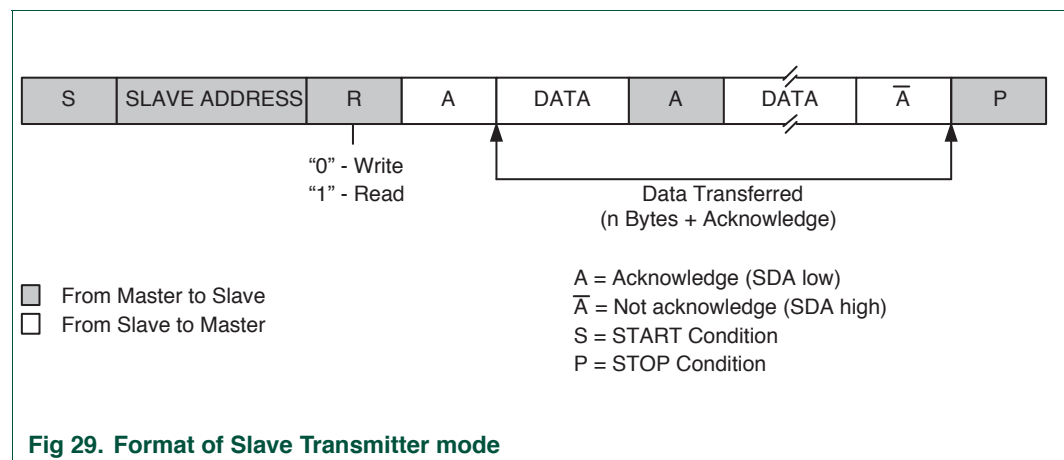 S SLAVE ADDRESS R A DATA A DATA A̅ P
“0” - Write
“1” - Read
Data Transferred
(n Bytes + Acknowledge)
From Master to Slave
From Slave to Master
A = Acknowledge (SDA low)
A̅ = Not acknowledge (SDA high)
S = START Condition
P = STOP Condition
Fig 29. Format of Slave Transmitter mode